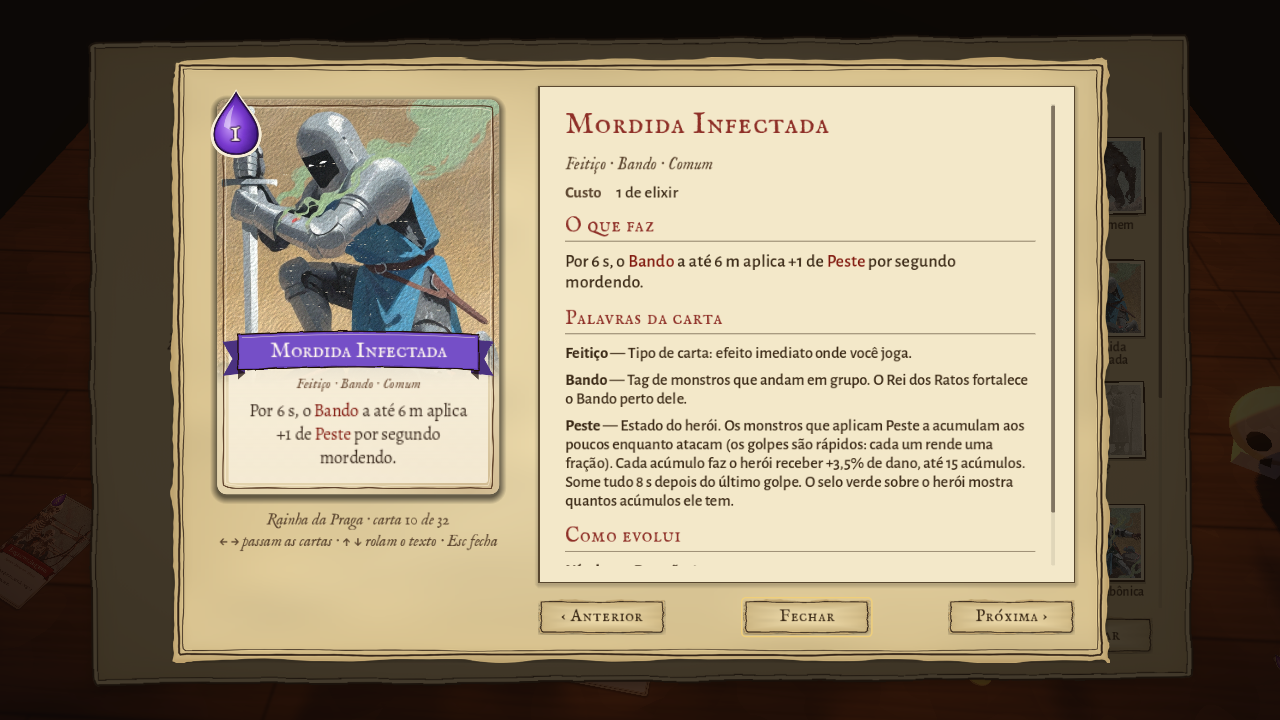 1
Mordida Infectada
Feitiço · Bando · Comum
Por 6 s, o Bando a até 6 m aplica
+1 de Peste por segundo
mordendo.
Rainha da Praga · carta 10 de 32
←→ passam as cartas · ↑ ↓ rolam o texto · Esc fecha
Mordida Infectada
Feitiço · Bando · Comum
Custo 1 de elixir
O que faz
Por 6 s, o Bando a até 6 m aplica +1 de Peste por segundo
mordendo.
Palavras da carta
Feitiço — Tipo de carta: efeito imediato onde você joga.
Bando — Tag de monstros que andam em grupo. O Rei dos Ratos fortalece
o Bando perto dele.
Peste — Estado do herói. Os monstros que aplicam Peste a acumulam aos
poucos enquanto atacam (os golpes são rápidos: cada um rende uma
fração). Cada acúmulo faz o herói receber +3,5% de dano, até 15 acúmulos.
Some tudo 8 s depois do último golpe. O selo verde sobre o herói mostra
quantos acúmulos ele tem.
Como evolui
‹ Anterior
Fechar
Próxima ›